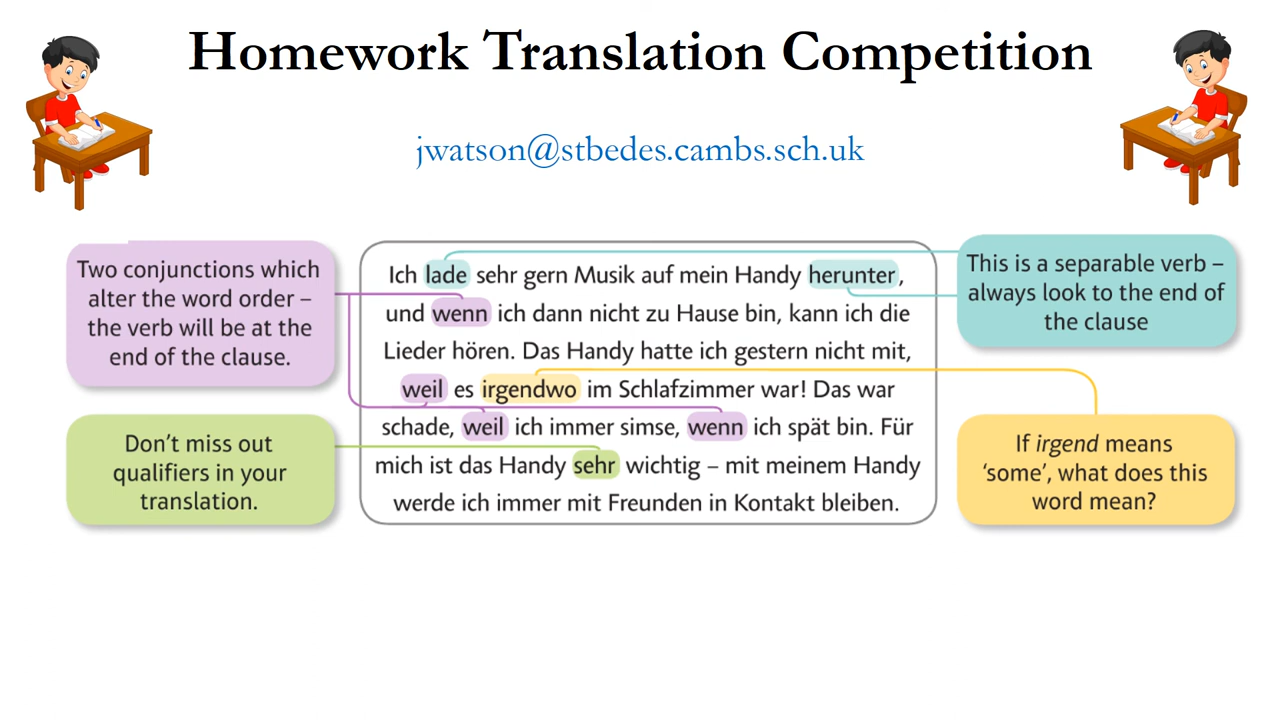 Homework Translation Competition
jwatson@stbedes.cambs.sch.uk
Two conjunctions which
alter the word order –
the verb will be at the
end of the clause.
Don't miss out
qualifiers in your
translation.
Ich lade sehr gern Musik auf mein Handy herunter,
und wenn ich dann nicht zu Hause bin, kann ich die
Lieder hören. Das Handy hatte ich gestern nicht mit,
weil es irgendwo im Schlafzimmer war! Das war
schade, weil ich immer simse, wenn ich spät bin. Für
mich ist das Handy sehr wichtig – mit meinem Handy
werde ich immer mit Freunden in Kontakt bleiben.
This is a separable verb –
always look to the end of
the clause
If irgend means
‘some’, what does this
word mean?